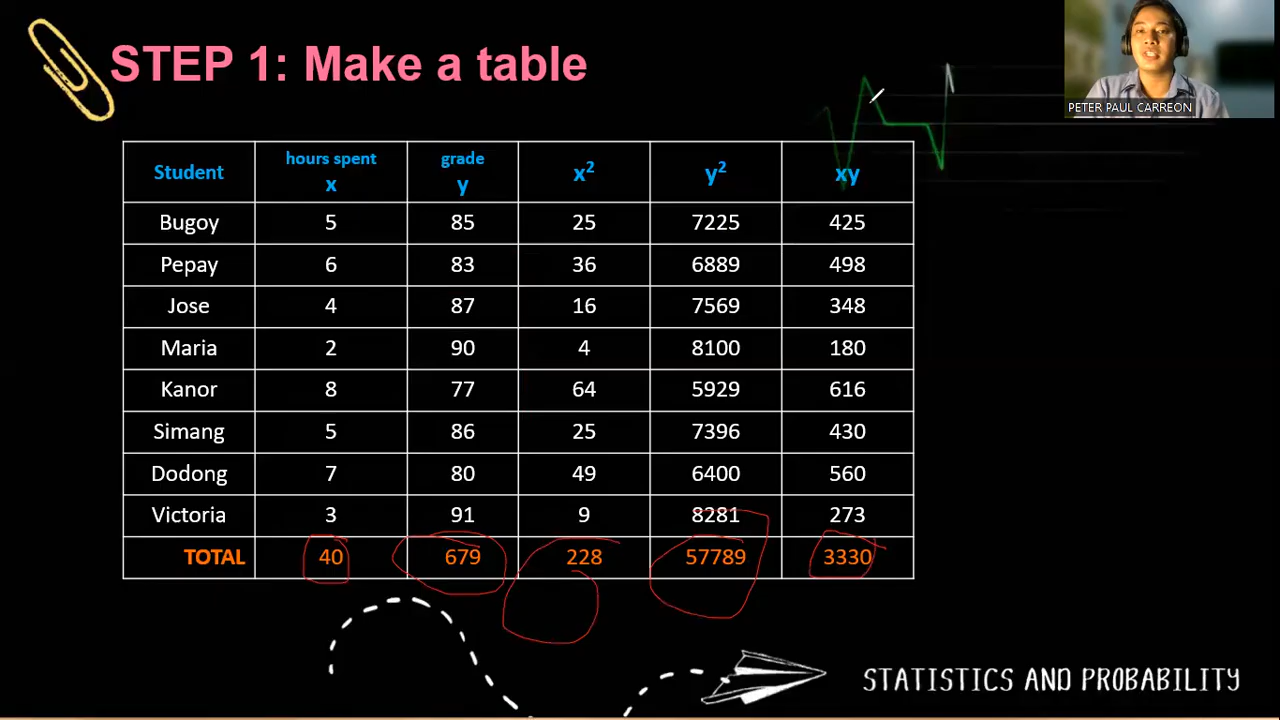 STEP 1: Make a table
PETER PAUL CARREON
Student hours spent x grade y x² y² xy
Bugoy 5 85 25 7225 425
Pepay 6 83 36 6889 498
Jose 4 87 16 7569 348
Maria 2 90 4 8100 180
Kanor 8 77 64 5929 616
Simang 5 86 25 7396 430
Dodong 7 80 49 6400 560
Victoria 3 91 9 8281 273
TOTAL 40 679 228 57789 3330
STATISTICS AND PROBABILITY